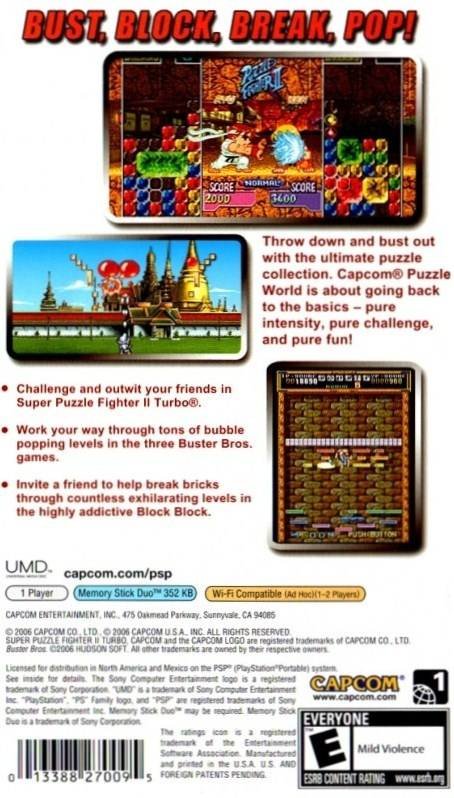 BUST, BLOCK, BREAK, POP!
PUZZLE
FIGHTER II
SCORE
NORMAL
SCORE
2000
3600
Throw down and bust out
with the ultimate puzzle
collection. Capcom® Puzzle
World is about going back
to the basics – pure
intensity, pure challenge,
and pure fun!
• Challenge and outwit your friends in
Super Puzzle Fighter II Turbo®.
• Work your way through tons of bubble
popping levels in the three Buster Bros.
games.
• Invite a friend to help break bricks
through countless exhilarating levels in
the highly addictive Block Block.
PUSH BUTTON
UMD™
capcom.com/psp
1 Player
Memory Stick Duo™ 352 KB
Wi-Fi Compatible (Ad Hoc)(1-2 Players)
CAPCOM ENTERTAINMENT, INC., 475 Oakmead Parkway, Sunnyvale, CA 94085
© 2006 CAPCOM CO., LTD. © 2006 CAPCOM U.S.A., INC. ALL RIGHTS RESERVED.
SUPER PUZZLE FIGHTER II TURBO, CAPCOM and the CAPCOM LOGO are registered trademarks of CAPCOM CO., LTD.
Buster Bros. ©2006 HUDSON SOFT. All other trademarks are owned by their respective owners.
Licensed for distribution in North America and Mexico on the PSP® (PlayStation®Portable) system.
See inside for details. The Sony Computer Entertainment logo is a registered
trademark of Sony Corporation. "UMD" is a trademark of Sony Computer Entertainment
Inc. "PlayStation", "PS" Family logo, and "PSP" are registered trademarks of Sony
Computer Entertainment Inc. Memory Stick Duo™ may be required. Memory Stick
Duo is a trademark of Sony Corporation.
The ratings icon is a registered
trademark of the Entertainment
Software Association. Manufactured
and printed in the U.S.A. U.S. AND
FOREIGN PATENTS PENDING.
0 13388 27009 5
CAPCOM®
www.capcom.com
1
EVERYONE
E
Mild Violence
ESRB CONTENT RATING www.esrb.org